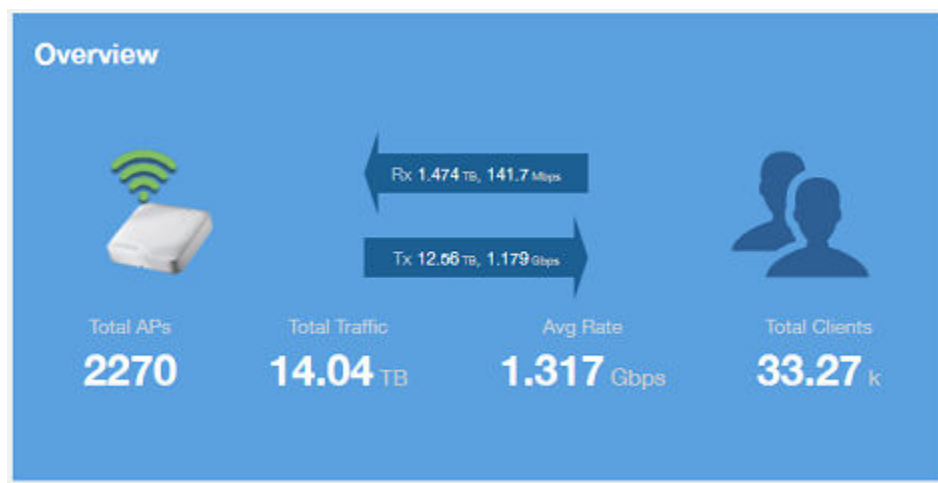 Overview
Rx 1.474 TB, 141.7 Mbps
Tx 12.56 TB, 1.179 Gbps
Total APs
Total Traffic
Avg Rate
Total Clients
2270
14.04 TB
1.317 Gbps
33.27 k